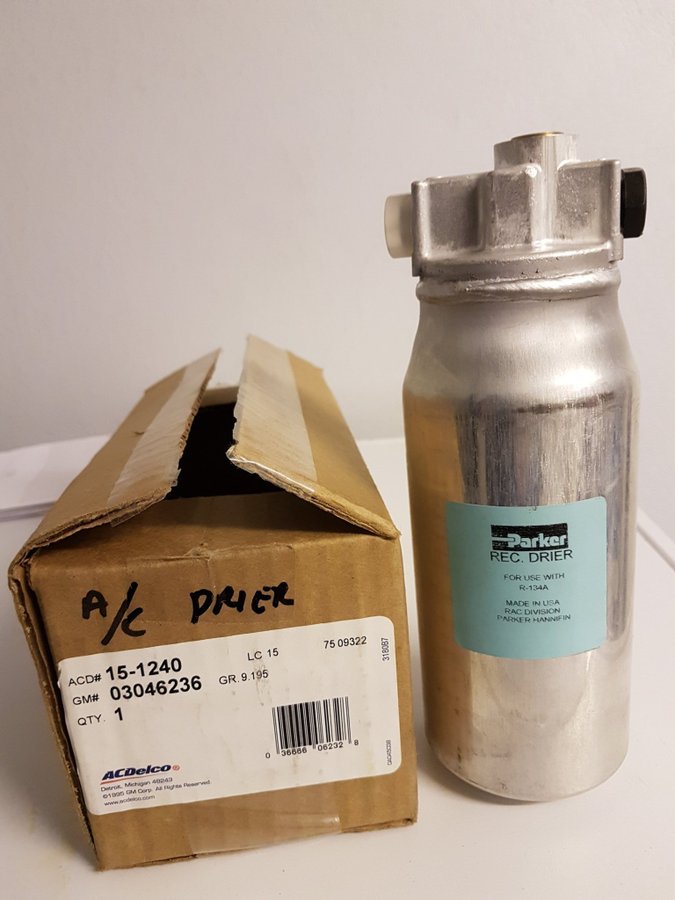 A/C DRIER
ACD# 15-1240
LC 15
75 09322
GM# 03046236
GR. 9.195
QTY. 1
318087
0 36666 06232 8
ACDelco®
Detroit, Michigan 48243
©1995 GM Corp. All Rights Reserved
www.acdelco.com
Parker
REC. DRIER
FOR USE WITH
R-134A
MADE IN USA
RAC DIVISION
PARKER HANNIFIN